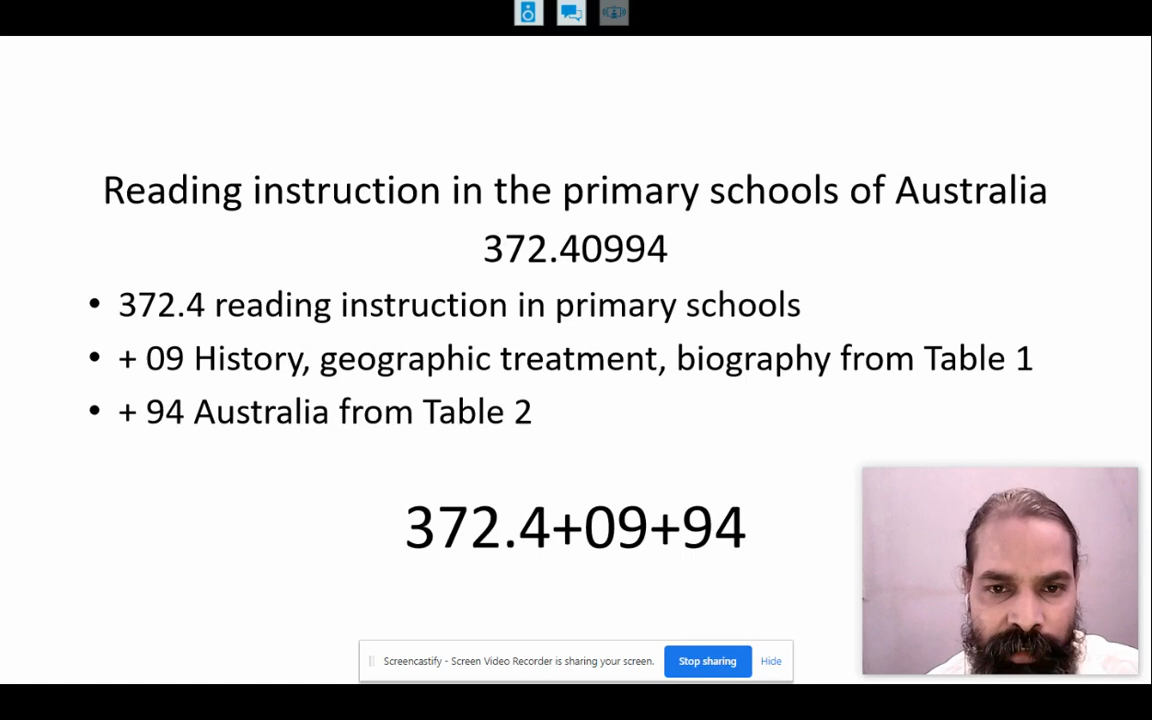 Reading instruction in the primary schools of Australia
372.40994
• 372.4 reading instruction in primary schools
• + 09 History, geographic treatment, biography from Table 1
• + 94 Australia from Table 2
372.4+09+94
Screencastify - Screen Video Recorder is sharing your screen. Stop sharing Hide